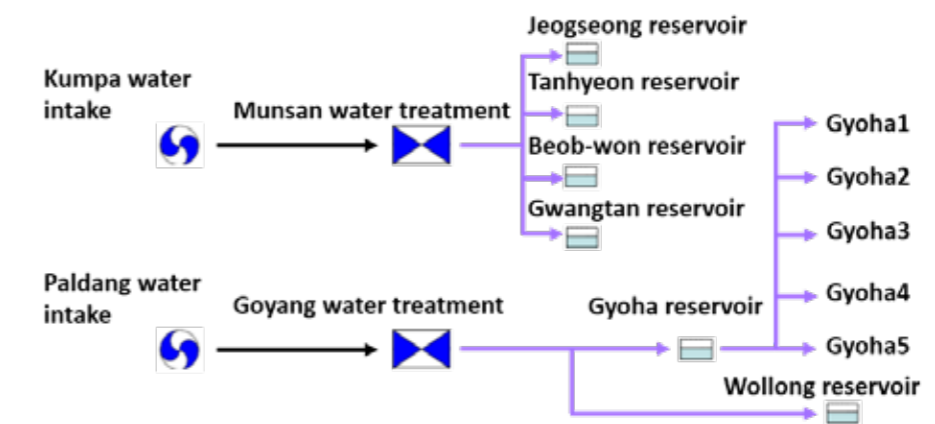 Jeogseong reservoir
Kumpa water
intake
Munsan water treatment
Tanhyeon reservoir
Beob-won reservoir
Gwangtan reservoir
Gyoha1
Gyoha2
Gyoha3
Gyoha4
Gyoha5
Paldang water
intake
Goyang water treatment
Gyoha reservoir
Wollong reservoir